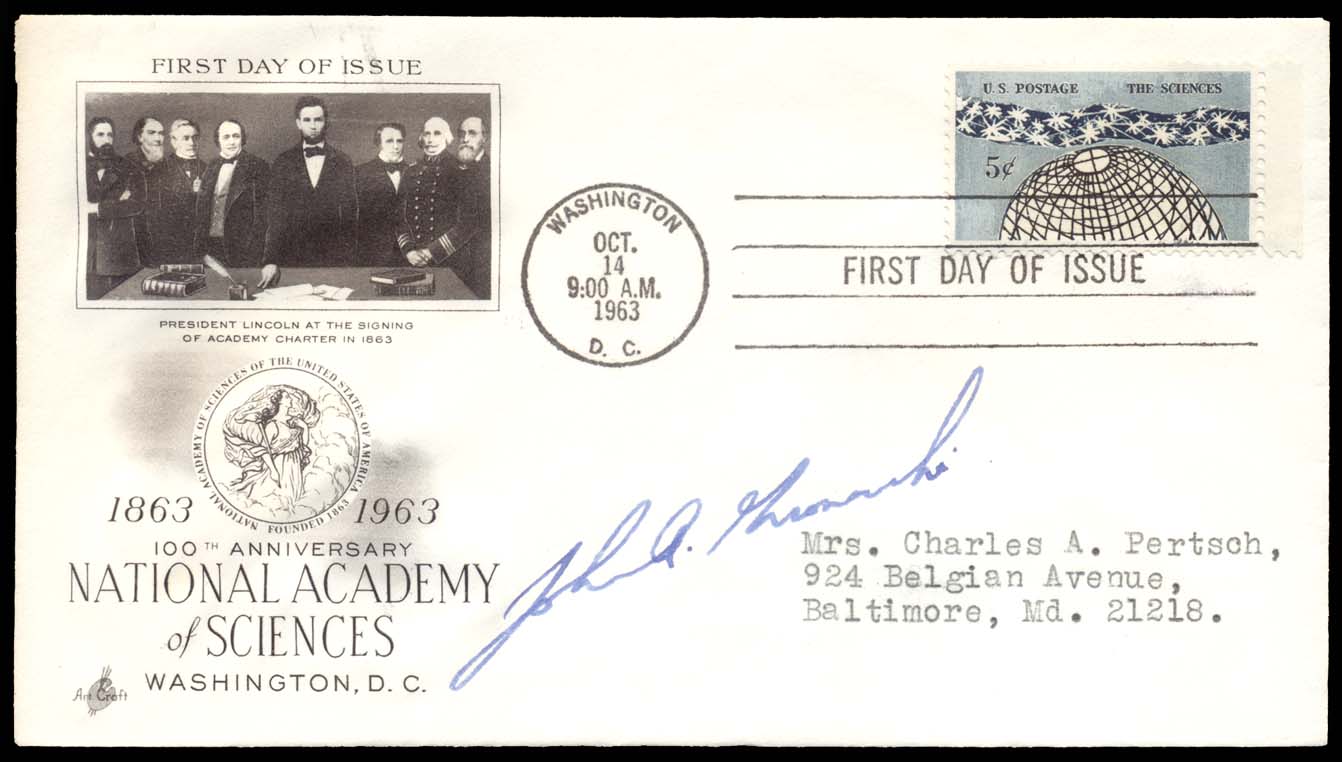 FIRST DAY OF ISSUE
PRESIDENT LINCOLN AT THE SIGNING
OF ACADEMY CHARTER IN 1863
NATIONAL ACADEMY OF SCIENCES OF THE UNITED STATES OF AMERICA
FOUNDED 1863
1863 1963
100TH ANNIVERSARY
NATIONAL ACADEMY
of SCIENCES
WASHINGTON, D. C.
Art Craft
WASHINGTON
OCT.
14
9:00 A.M.
1963
D. C.
U.S. POSTAGE THE SCIENCES
5¢
FIRST DAY OF ISSUE
John A. Gronouski
Mrs. Charles A. Pertsch,
924 Belgian Avenue,
Baltimore, Md. 21218.